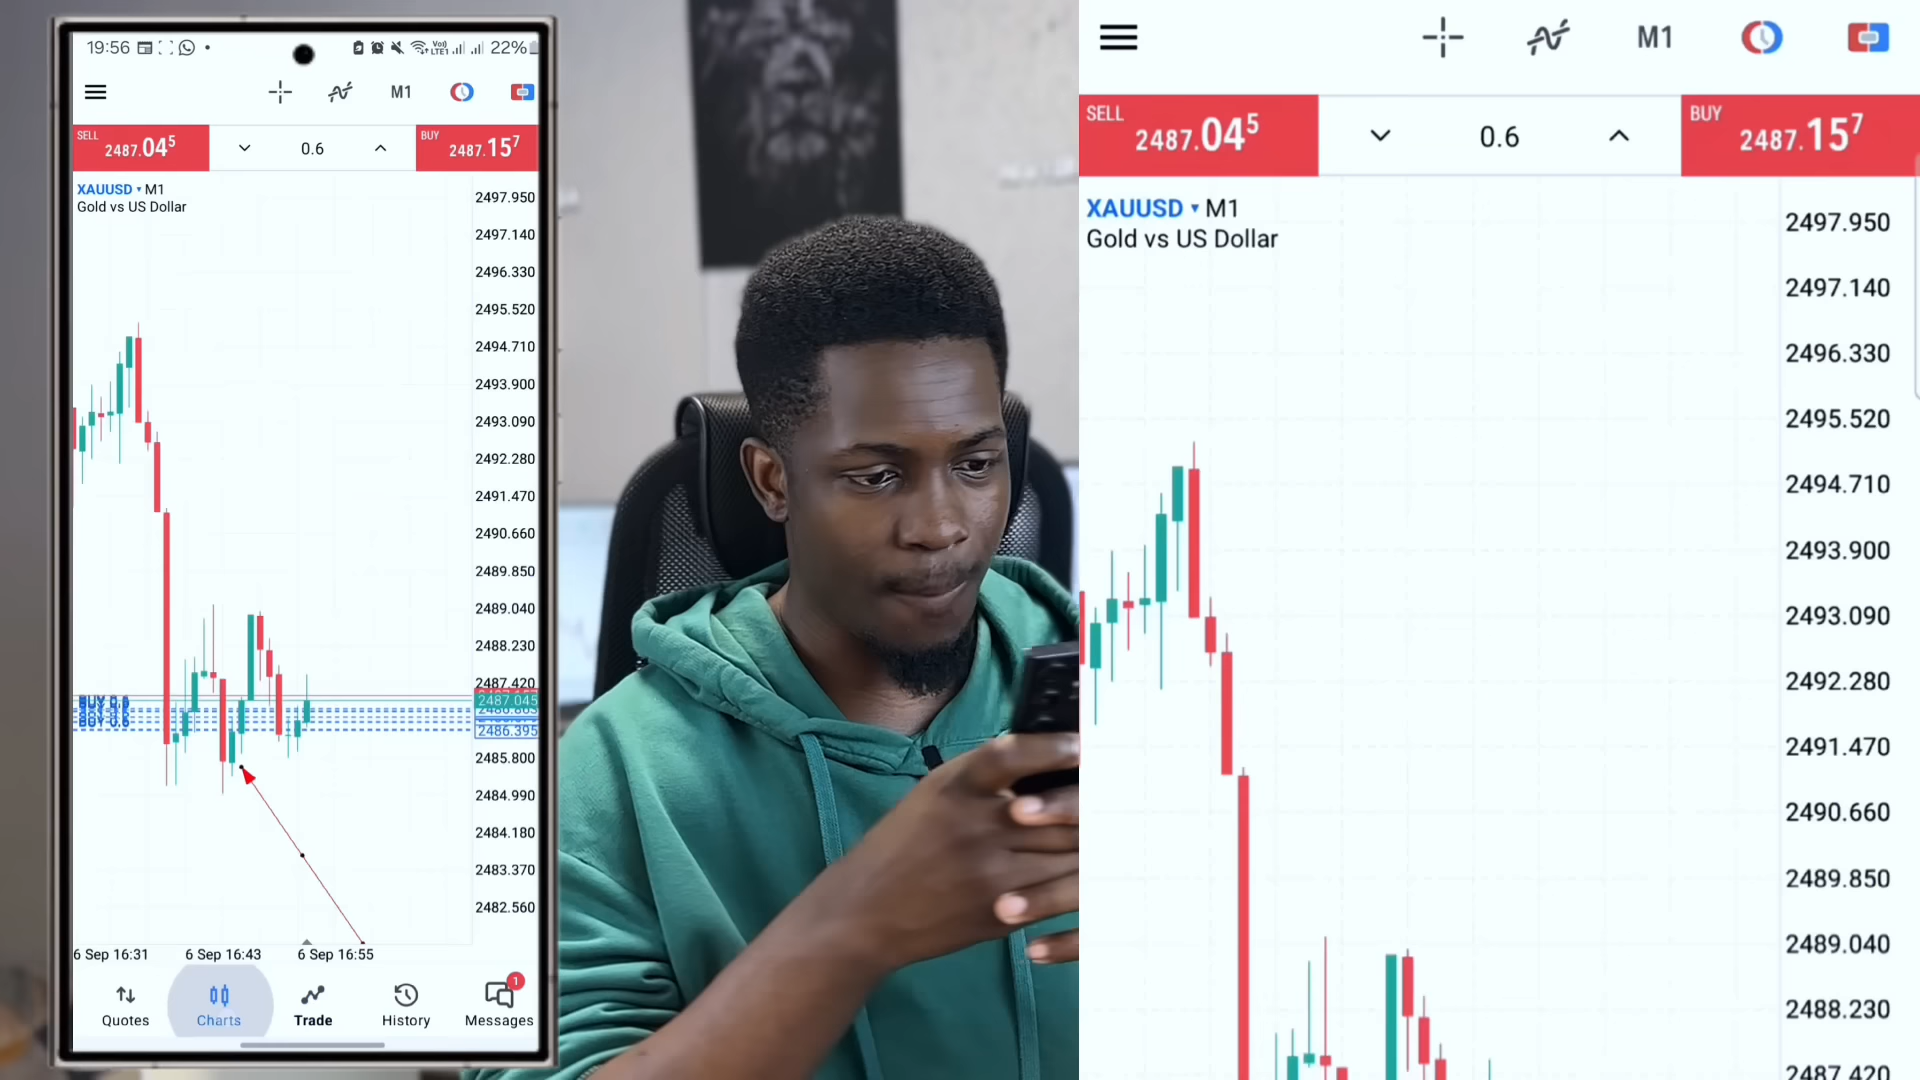 19:56
Vo)
LTE1
22%
M1
SELL
2487.04⁵
0.6
BUY
2487.15⁷
XAUUSD M1
Gold vs US Dollar
2497.950
2497.140
2496.330
2495.520
2494.710
2493.900
2493.090
2492.280
2491.470
2490.660
2489.850
2489.040
2488.230
2487.420
2487.045
2486.395
2485.800
2484.990
2484.180
2483.370
2482.560
BUY 0.6
6 Sep 16:31
6 Sep 16:43
6 Sep 16:55
Quotes
Charts
Trade
History
1
Messages
M1
SELL
2487.04⁵
0.6
BUY
2487.15⁷
XAUUSD M1
Gold vs US Dollar
2497.950
2497.140
2496.330
2495.520
2494.710
2493.900
2493.090
2492.280
2491.470
2490.660
2489.850
2489.040
2488.230
2487.420